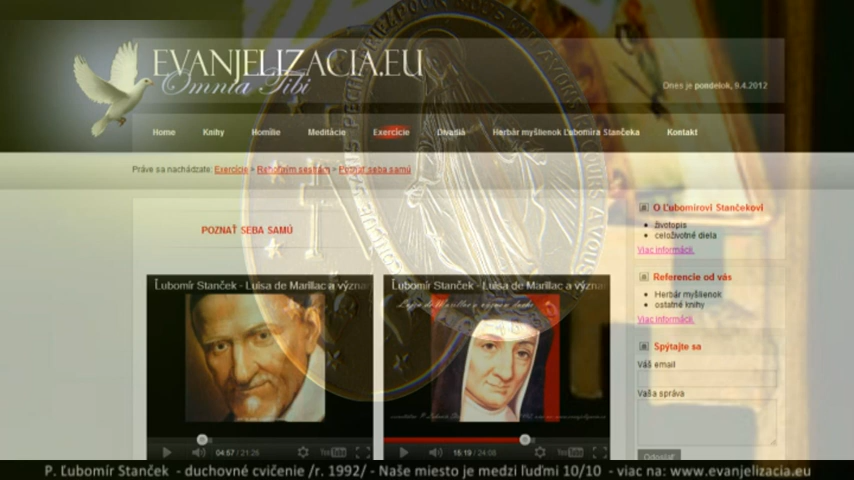 EVANJELIZACIA.EU
Omnia Tibi
Dnes je pondelok, 9.4.2012
Home Knihy Homílie Meditácie Exercície Divadlá Herbár myšlienok Ľubomíra Stančeka Kontakt
Práve sa nachádzate: Exercície » Rehoľným sestrám » Poznať seba samú
POZNAŤ SEBA SAMÚ
Ľubomír Stanček - Luisa de Marillac a význam
Ľubomír Stanček - Luisa de Marillac a význam
04:57 / 21:26
15:19 / 24:08
O Ľubomírovi Stančekovi
životopis
celoživotné diela
Viac informácií.
Referencie od vás
Herbár myšlienok
ostatné knihy
Viac informácií.
Spýtajte sa
Váš email
Vaša správa
Odoslať
P. Ľubomír Stanček - duchovné cvičenie /r. 1992/ - Naše miesto je medzi ľuďmi 10/10 - viac na: www.evanjelizacia.eu